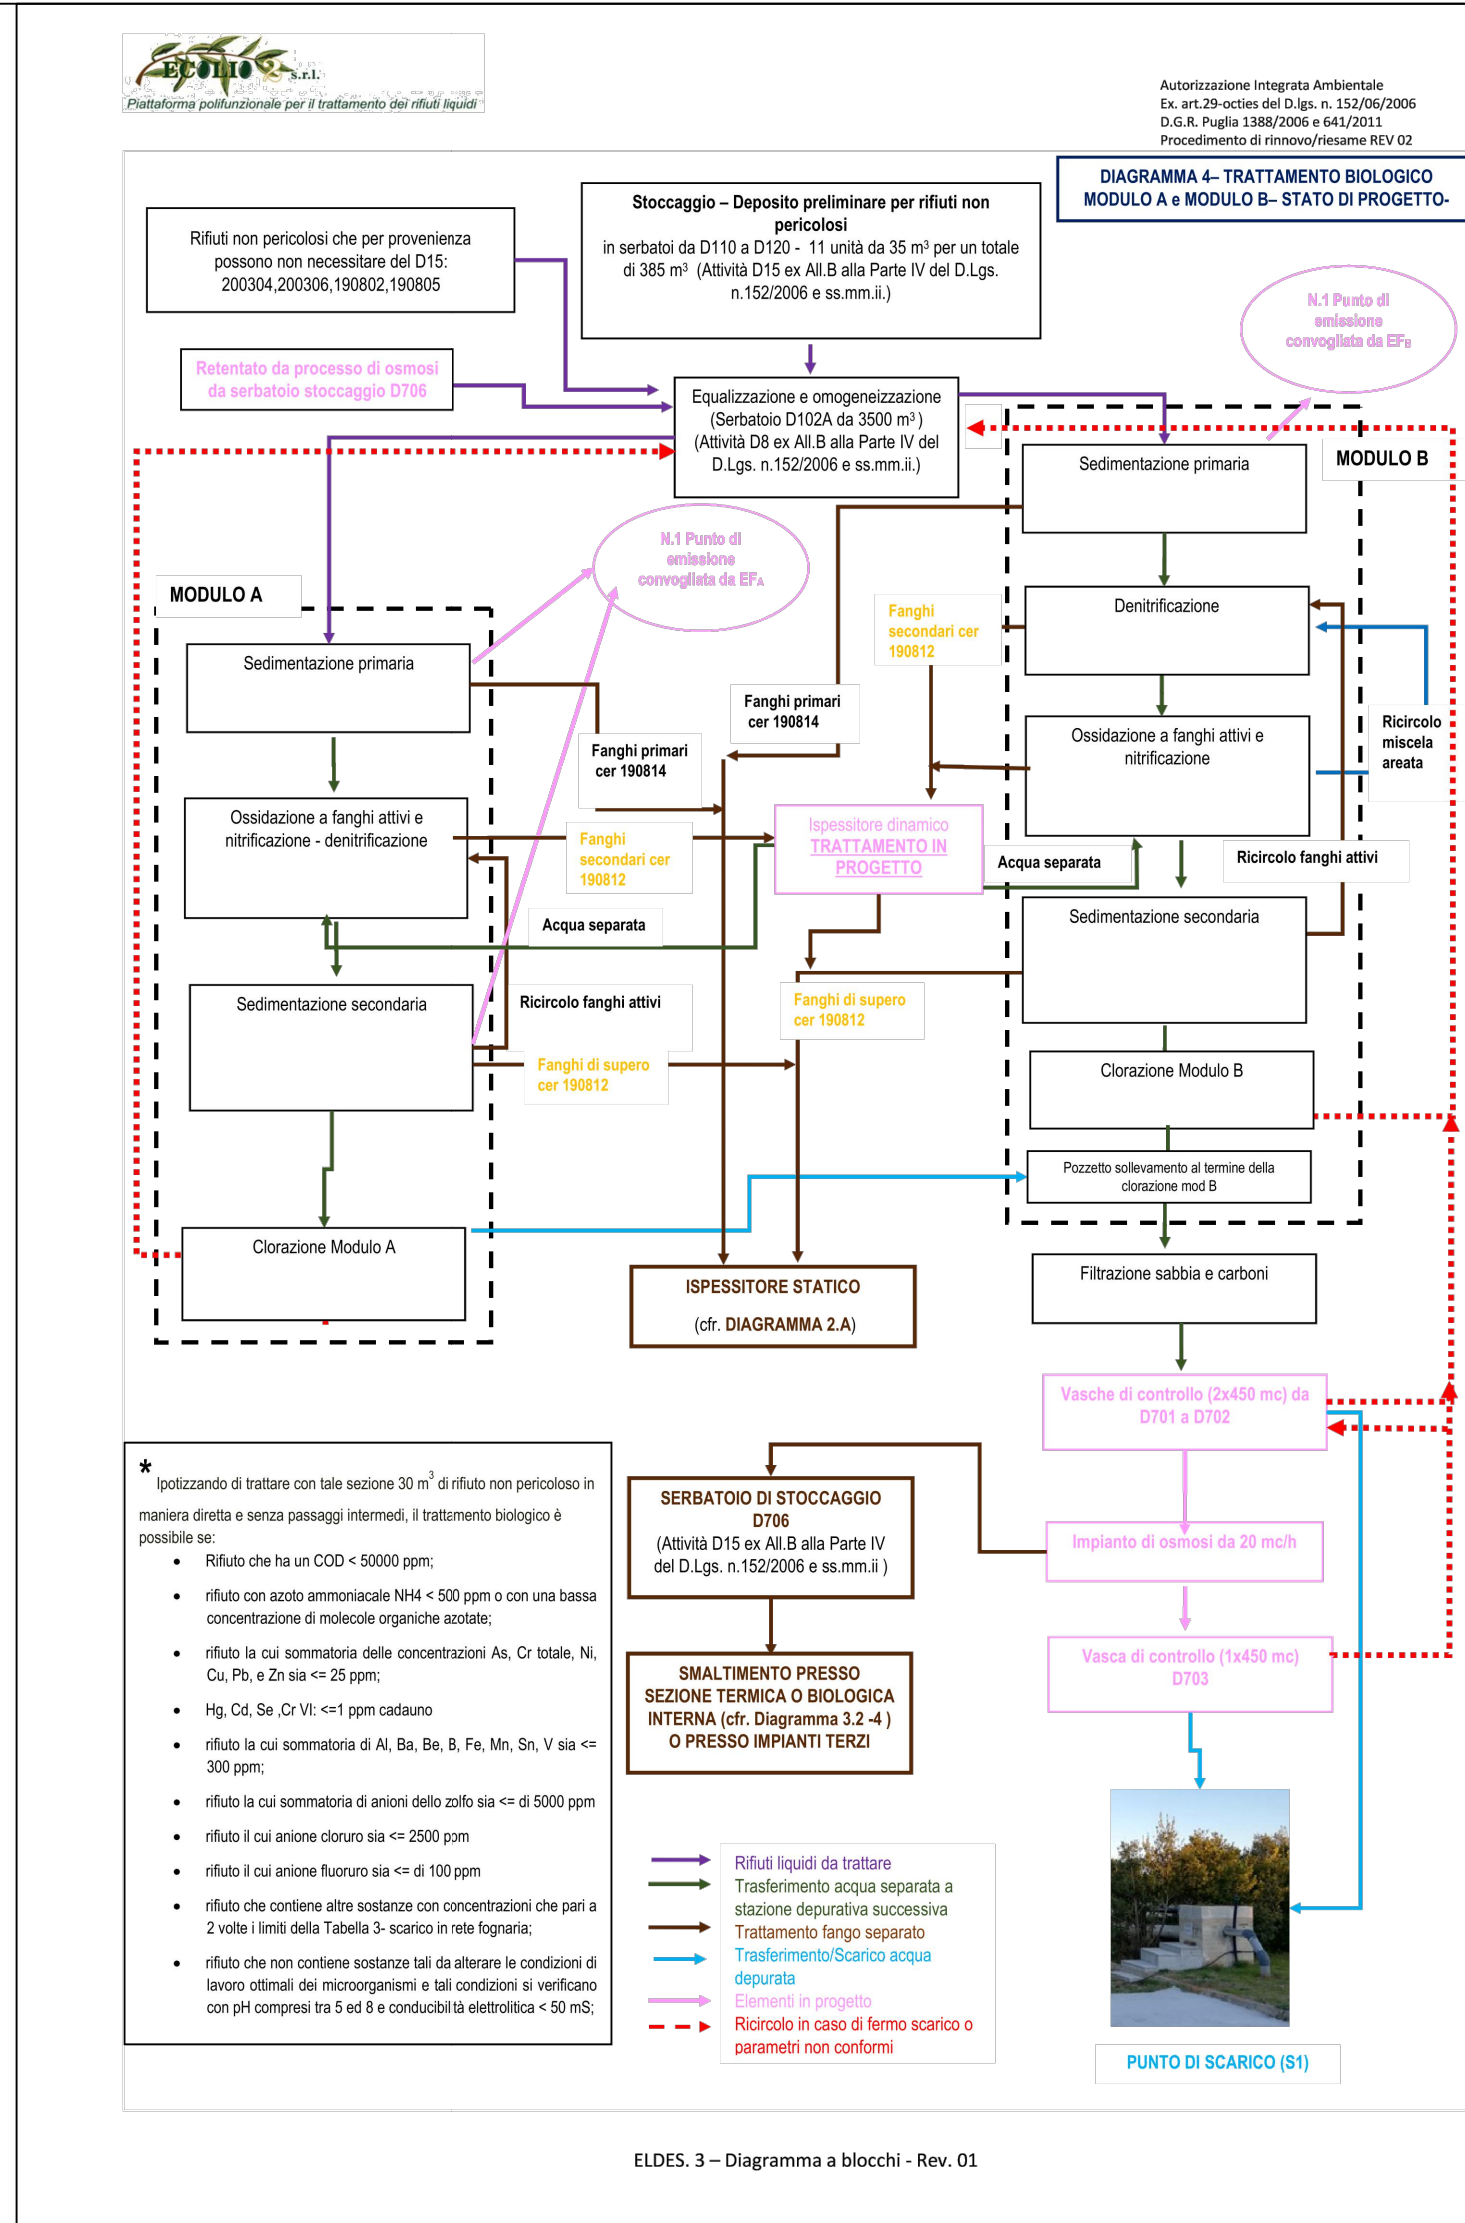 ECOLIO 2 s.r.l.
Piattaforma polifunzionale per il trattamento dei rifiuti liquidi
Autorizzazione Integrata Ambientale
Ex. art.29-octies del D.lgs. n. 152/06/2006
D.G.R. Puglia 1388/2006 e 641/2011
Procedimento di rinnovo/riesame REV 02
DIAGRAMMA 4– TRATTAMENTO BIOLOGICO
MODULO A e MODULO B– STATO DI PROGETTO-
Stoccaggio – Deposito preliminare per rifiuti non
pericolosi
in serbatoi da D110 a D120 - 11 unità da 35 m³ per un totale
di 385 m³ (Attività D15 ex All.B alla Parte IV del D.Lgs.
n.152/2006 e ss.mm.ii.)
Rifiuti non pericolosi che per provenienza
possono non necessitare del D15:
200304,200306,190802,190805
N.1 Punto di
emissione
convogliata da EFB
Retentato da processo di osmosi
da serbatoio stoccaggio D706
Equalizzazione e omogeneizzazione
(Serbatoio D102A da 3500 m³ )
(Attività D8 ex All.B alla Parte IV del
D.Lgs. n.152/2006 e ss.mm.ii.)
Sedimentazione primaria
MODULO B
N.1 Punto di
emissione
convogliata da EFA
MODULO A
Denitrificazione
Fanghi
secondari cer
190812
Sedimentazione primaria
Fanghi primari
cer 190814
Ossidazione a fanghi attivi e
nitrificazione
Ricircolo
miscela
areata
Fanghi primari
cer 190814
Ossidazione a fanghi attivi e
nitrificazione - denitrificazione
Fanghi
secondari cer
190812
Ispessitore dinamico
TRATTAMENTO IN
PROGETTO
Acqua separata
Ricircolo fanghi attivi
Acqua separata
Sedimentazione secondaria
Sedimentazione secondaria
Ricircolo fanghi attivi
Fanghi di supero
cer 190812
Fanghi di supero
cer 190812
Clorazione Modulo B
Pozzetto sollevamento al termine della
clorazione mod B
Clorazione Modulo A
ISPESSITORE STATICO
(cfr. DIAGRAMMA 2.A)
Filtrazione sabbia e carboni
Vasche di controllo (2x450 mc) da
D701 a D702
* Ipotizzando di trattare con tale sezione 30 m³ di rifiuto non pericoloso in
maniera diretta e senza passaggi intermedi, il trattamento biologico è
possibile se:
• Rifiuto che ha un COD < 50000 ppm;
• rifiuto con azoto ammoniacale NH4 < 500 ppm o con una bassa
concentrazione di molecole organiche azotate;
• rifiuto la cui sommatoria delle concentrazioni As, Cr totale, Ni,
Cu, Pb, e Zn sia <= 25 ppm;
• Hg, Cd, Se ,Cr VI: <=1 ppm cadauno
• rifiuto la cui sommatoria di Al, Ba, Be, B, Fe, Mn, Sn, V sia <=
300 ppm;
• rifiuto la cui sommatoria di anioni dello zolfo sia <= di 5000 ppm
• rifiuto il cui anione cloruro sia <= 2500 ppm
• rifiuto il cui anione fluoruro sia <= di 100 ppm
• rifiuto che contiene altre sostanze con concentrazioni che pari a
2 volte i limiti della Tabella 3- scarico in rete fognaria;
• rifiuto che non contiene sostanze tali da alterare le condizioni di
lavoro ottimali dei microorganismi e tali condizioni si verificano
con pH compresi tra 5 ed 8 e conducibilità elettrolitica < 50 mS;
SERBATOIO DI STOCCAGGIO
D706
(Attività D15 ex All.B alla Parte IV
del D.Lgs. n.152/2006 e ss.mm.ii )
Impianto di osmosi da 20 mc/h
SMALTIMENTO PRESSO
SEZIONE TERMICA O BIOLOGICA
INTERNA (cfr. Diagramma 3.2 -4 )
O PRESSO IMPIANTI TERZI
Vasca di controllo (1x450 mc)
D703
Rifiuti liquidi da trattare
Trasferimento acqua separata a
stazione depurativa successiva
Trattamento fango separato
Trasferimento/Scarico acqua
depurata
Elementi in progetto
Ricircolo in caso di fermo scarico o
parametri non conformi
PUNTO DI SCARICO (S1)
ELDES. 3 – Diagramma a blocchi - Rev. 01